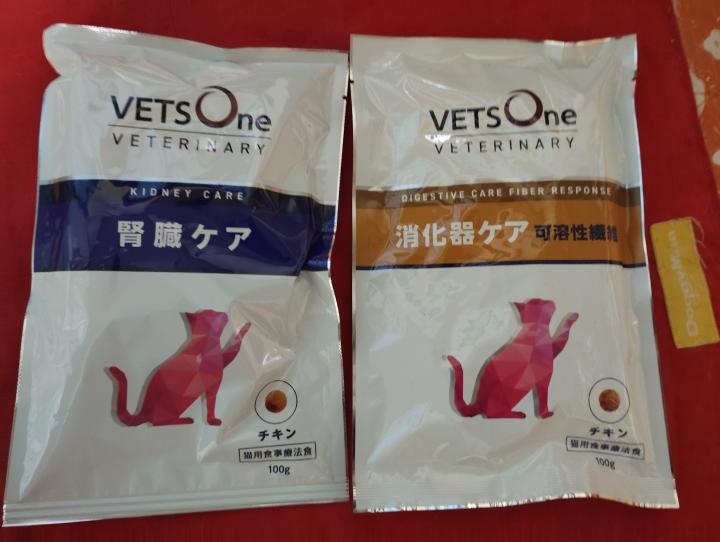 VETSOne
VETERINARY
KIDNEY CARE
腎臓ケア
チキン
猫用食事療法食
100g
VETSOne
VETERINARY
DIGESTIVE CARE FIBER RESPONSE
消化器ケア 可溶性繊維
チキン
猫用食事療法食
100g
DoggyMan